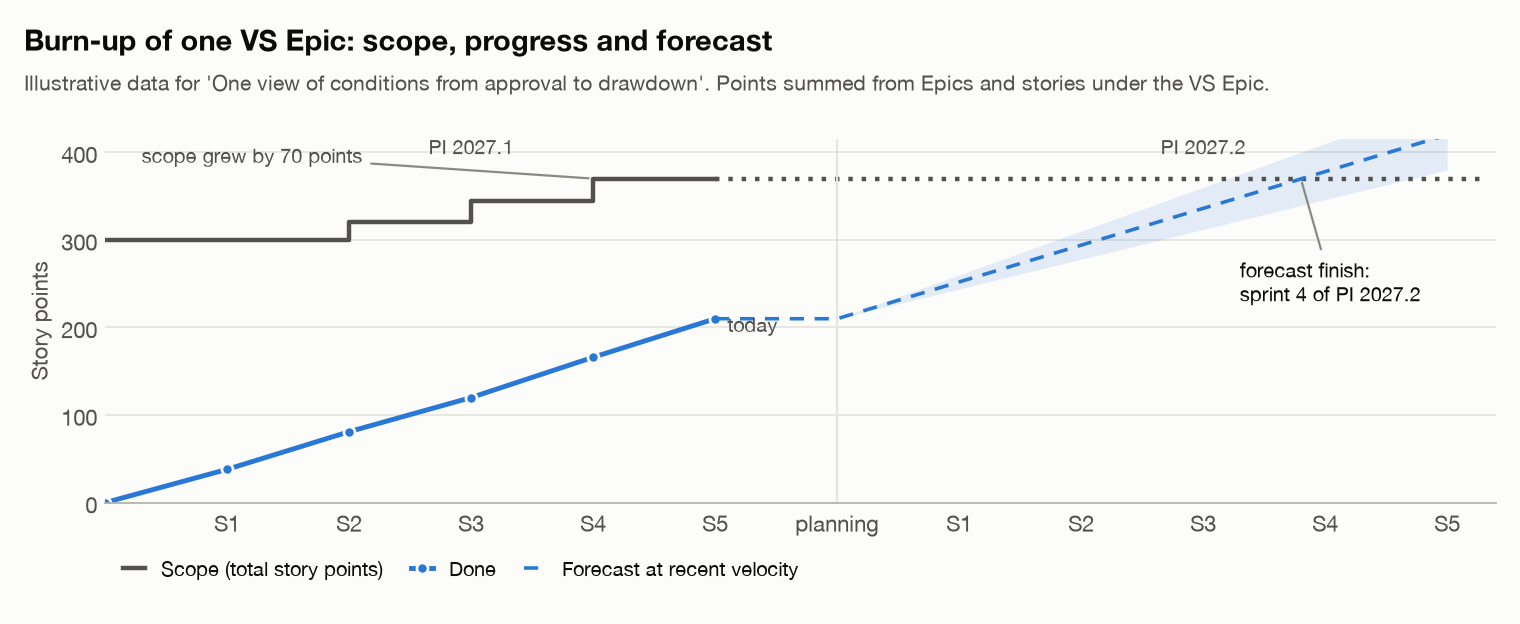 Burn-up of one VS Epic: scope, progress and forecast
Illustrative data for 'One view of conditions from approval to drawdown'. Points summed from Epics and stories under the VS Epic.
PI 2027.1
PI 2027.2
scope grew by 70 points
400
300
200
100
0
Story points
today
forecast finish:
sprint 4 of PI 2027.2
S1 S2 S3 S4 S5 planning S1 S2 S3 S4 S5
Scope (total story points) Done Forecast at recent velocity